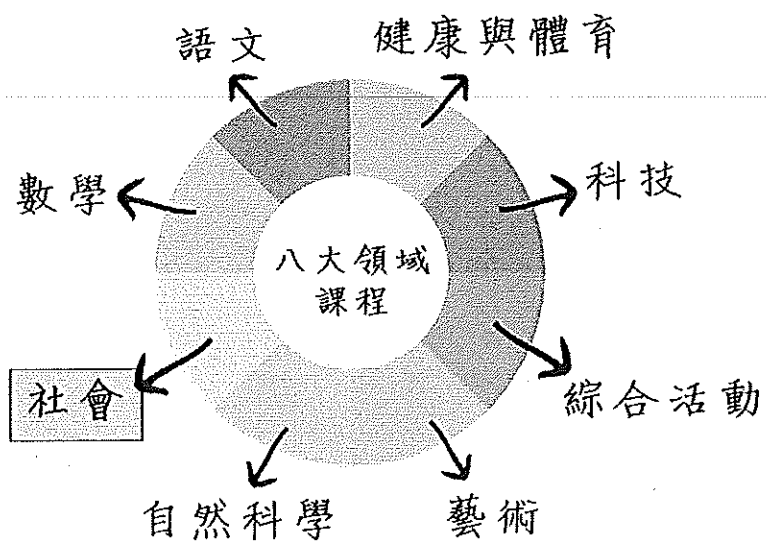 語文
健康與體育
數學
科技
八大領域
課程
社會
綜合活動
自然科學
藝術